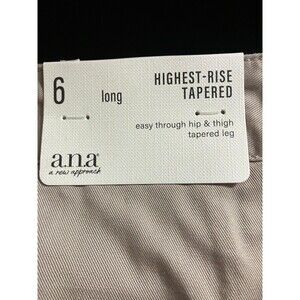 6 long
HIGHEST-RISE
TAPERED
easy through hip & thigh
tapered leg
a.n.a
a new approach